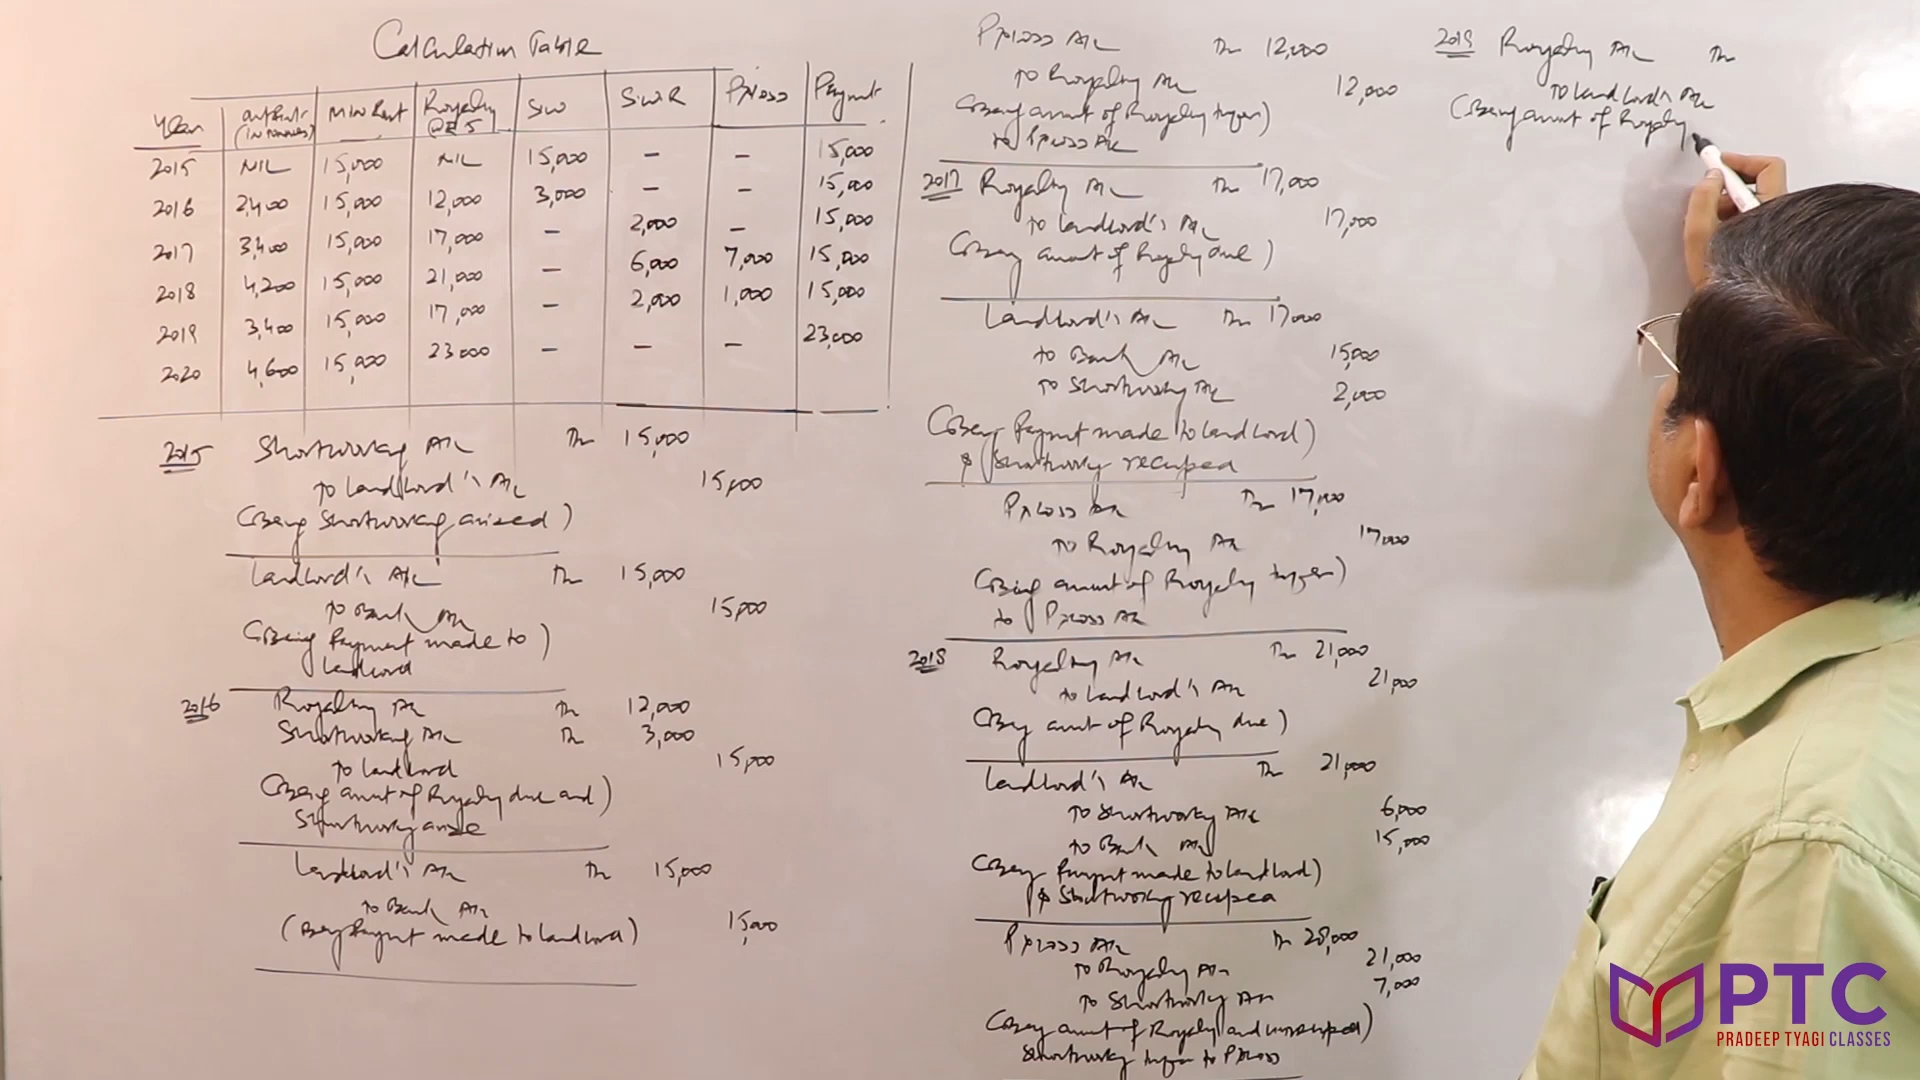 Calculation Table
Year output (in tonnes) Min Rent Royalty @ ₹ 5 S.W S.W.R P/Loss Payment
2015 NIL 15,000 NIL 15,000 - - 15,000
2016 2,400 15,000 12,000 3,000 - - 15,000
2017 3,400 15,000 17,000 - 2,000 - 15,000
2018 4,200 15,000 21,000 - 6,000 7,000 15,000
2019 3,400 15,000 17,000 - 2,000 1,000 15,000
2020 4,600 15,000 23000 - - - 23,000
2015 Shortworking A/c Dr 15,000
To Landlord's A/c 15,000
(Being Shortworking arised)
Landlord's A/c Dr 15,000
To Bank A/c 15,000
(Being Payment made to)
landlord
2016 Royalty A/c Dr 12,000
Shortworking A/c Dr 3,000
To Landlord 15,000
(Being amount of Royalty due and)
Shortworking arise
Landlord's A/c Dr 15,000
To Bank A/c 15,000
(Being Payment made to landlord)
P/Loss A/c Dr 12,000
To Royalty A/c 12,000
(Being amount of Royalty )
to P/Loss A/c
2017 Royalty A/c Dr 17,000
To Landlord's A/c 17,000
(Being amount of Royalty due)
Landlord's A/c Dr 17000
To Bank A/c 15,000
To Shortworking A/c 2,000
(Being Payment made to landlord)
& Shortworking recouped
P/Loss A/c Dr 17,000
To Royalty A/c 17,000
(Being amount of Royalty )
to P/Loss A/c
2018 Royalty A/c Dr 21,000
To Landlord's A/c 21,000
(Being amount of Royalty due)
Landlord's A/c Dr 21,000
To Shortworking A/c 6,000
To Bank A/c 15,000
(Being Payment made to landlord)
& Shortworking recouped
P/Loss A/c Dr 28,000
To Royalty A/c 21,000
To Shortworking A/c 7,000
(Being amount of Royalty and unrecouped)
Shortworking to P/Loss
2019 Royalty A/c Dr
To Landlord's A/c
(Being amount of Royalty
PTC
PRADEEP TYAGI CLASSES